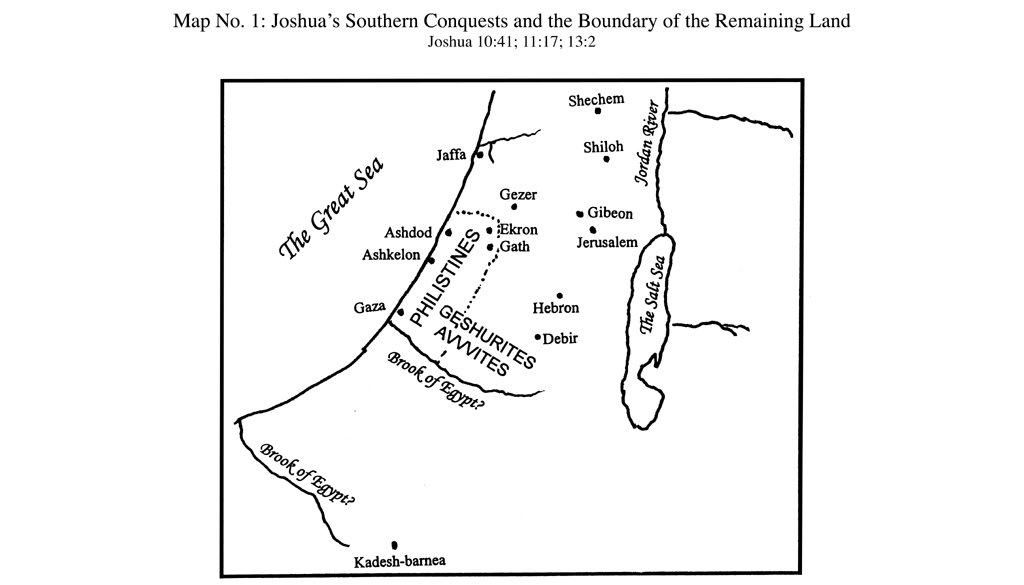 Map No. 1: Joshua's Southern Conquests and the Boundary of the Remaining Land
Joshua 10:41; 11:17; 13:2
Shechem
Jordan River
Shiloh
Jaffa
The Great Sea
Gezer
Gibeon
Ashdod
Ekron
Jerusalem
Gath
Ashkelon
PHILISTINES
The Salt Sea
Gaza
Hebron
GESHURITES
AVVVITES
Debir
Brook of Egypt?
Brook of Egypt?
Kadesh-barnea